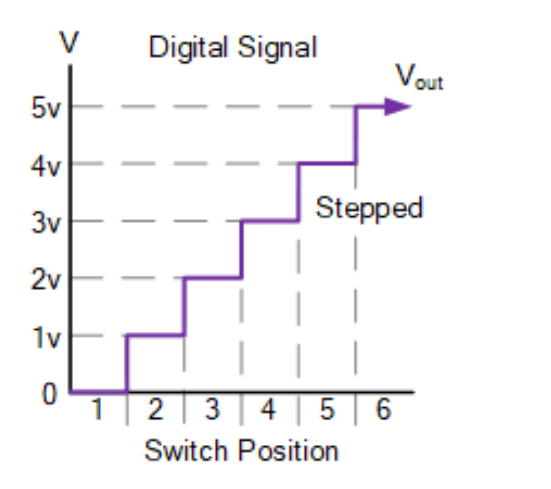 V
Digital Signal
Vout
5v
4v
3v
Stepped
2v
1v
0
1 2 3 4 5 6
Switch Position